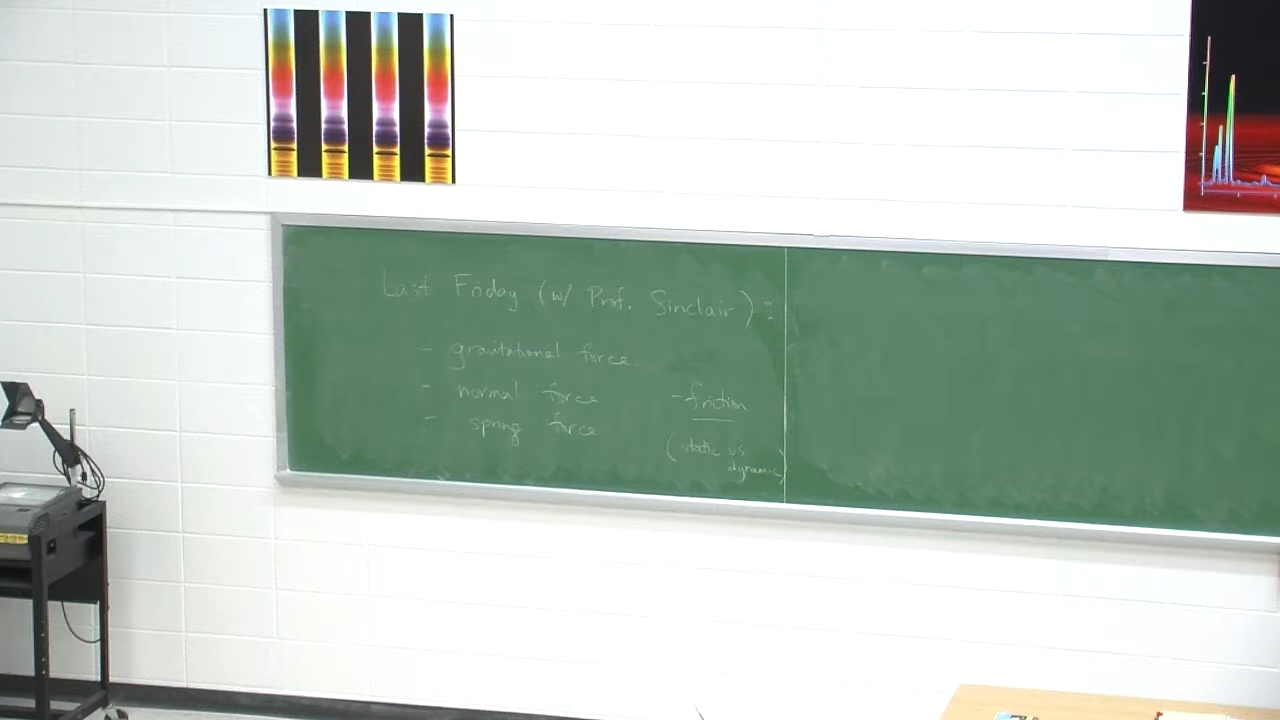 Last Friday (w/ Prof. Sinclair) :
- gravitational force
- normal force
- spring force
- friction
(static vs
dynamic)